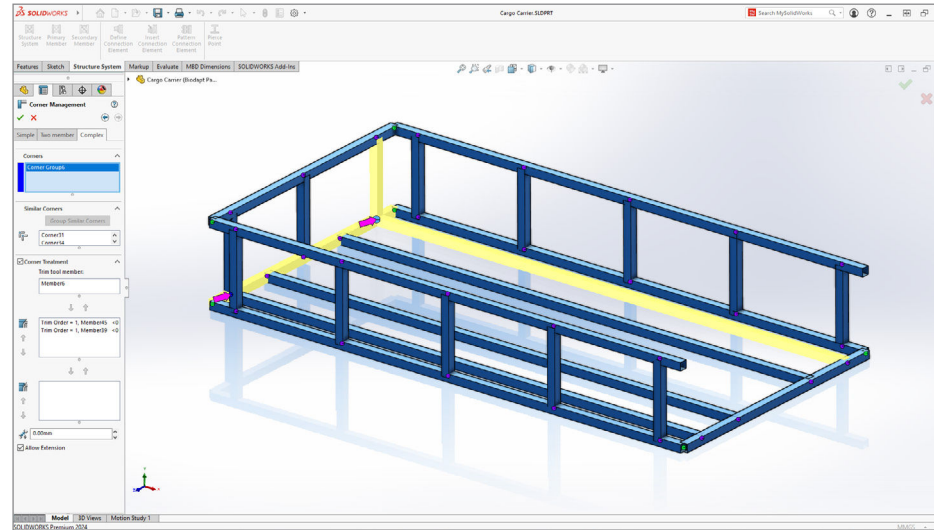 SOLIDWORKS
Cargo Carrier.SLDPRT
Search MySolidWorks
Structure System
Primary Member
Secondary Member
Define Connection Element
Insert Connection Element
Pattern Connection Element
Pierce Point
Features Sketch Structure System Markup Evaluate MBD Dimensions SOLIDWORKS Add-Ins
Cargo Carrier (Biodapt Pa...
Corner Management
Simple Two member Complex
Corners
Corner Group6
Similar Corners
Group Similar Corners
Corner31
Corner34
Corner Treatment
Trim tool member:
Member6
Trim Order = 1, Member45 <0
Trim Order = 1, Member39 <0
0.00mm
Allow Extension
Model 3D Views Motion Study 1
SOLIDWORKS Premium 2024
MMGS